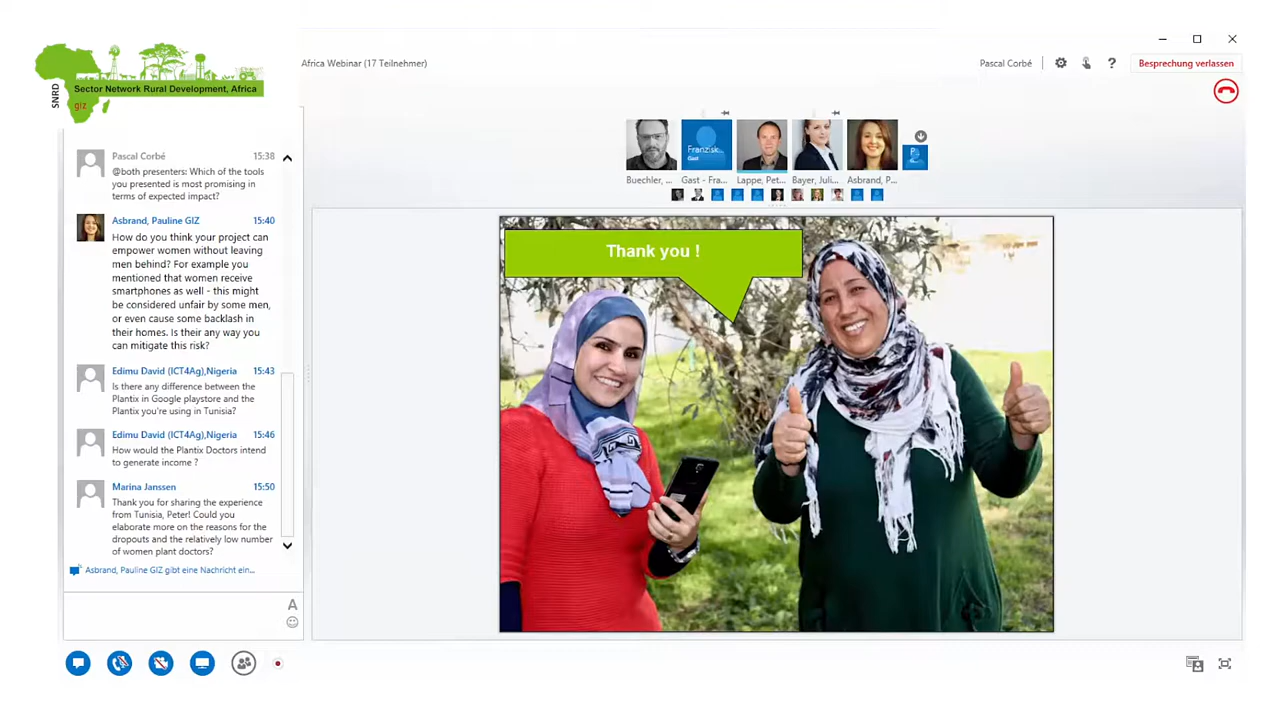 SNRD
Sector Network Rural Development, Africa
giz
Africa Webinar (17 Teilnehmer)
Pascal Corbé
?
Besprechung verlassen
Pascal Corbé 15:38
@both presenters: Which of the tools
you presented is most promising in
terms of expected impact?
Asbrand, Pauline GIZ 15:40
How do you think your project can
empower women without leaving
men behind? For example you
mentioned that women receive
smartphones as well - this might
be considered unfair by some men,
or even cause some backlash in
their homes. Is their any way you
can mitigate this risk?
Edimu David (ICT4Ag),Nigeria 15:43
Is there any difference between the
Plantix in Google playstore and the
Plantix you're using in Tunisia?
Edimu David (ICT4Ag),Nigeria 15:46
How would the Plantix Doctors intend
to generate income ?
Marina Janssen 15:50
Thank you for sharing the experience
from Tunisia, Peter! Could you
elaborate more on the reasons for the
dropouts and the relatively low number
of women plant doctors?
Asbrand, Pauline GIZ gibt eine Nachricht ein...
A
Franzisk...
Gast
P...
Buechler, ...
Gast - Fra...
Lappe, Pet...
Bayer, Juli...
Asbrand, P...
Thank you !